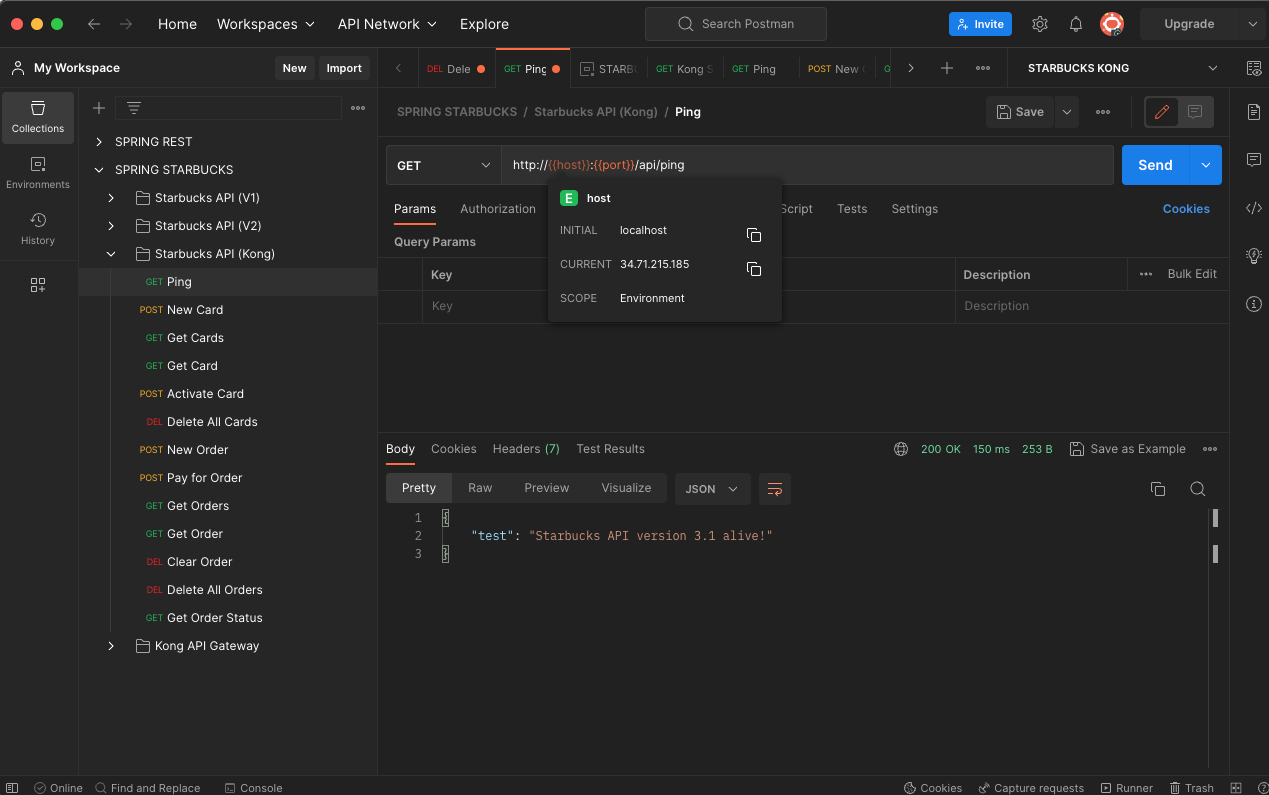 Home Workspaces API Network Explore Search Postman Invite Upgrade
My Workspace New Import DEL Dele GET Ping STARBU GET Kong S GET Ping POST New G STARBUCKS KONG
Collections
Environments
History
SPRING REST
SPRING STARBUCKS
Starbucks API (V1)
Starbucks API (V2)
Starbucks API (Kong)
GET Ping
POST New Card
GET Get Cards
GET Get Card
POST Activate Card
DEL Delete All Cards
POST New Order
POST Pay for Order
GET Get Orders
GET Get Order
DEL Clear Order
DEL Delete All Orders
GET Get Order Status
Kong API Gateway
SPRING STARBUCKS / Starbucks API (Kong) / Ping Save
GET http://{{host}}:{{port}}/api/ping Send
Params Authorization Script Tests Settings Cookies
E host
INITIAL localhost
CURRENT 34.71.215.185
SCOPE Environment
Query Params
Key Description Bulk Edit
Key Description
Body Cookies Headers (7) Test Results 200 OK 150 ms 253 B Save as Example
Pretty Raw Preview Visualize JSON
1 {
2 "test": "Starbucks API version 3.1 alive!"
3 }
Online Find and Replace Console Cookies Capture requests Runner Trash